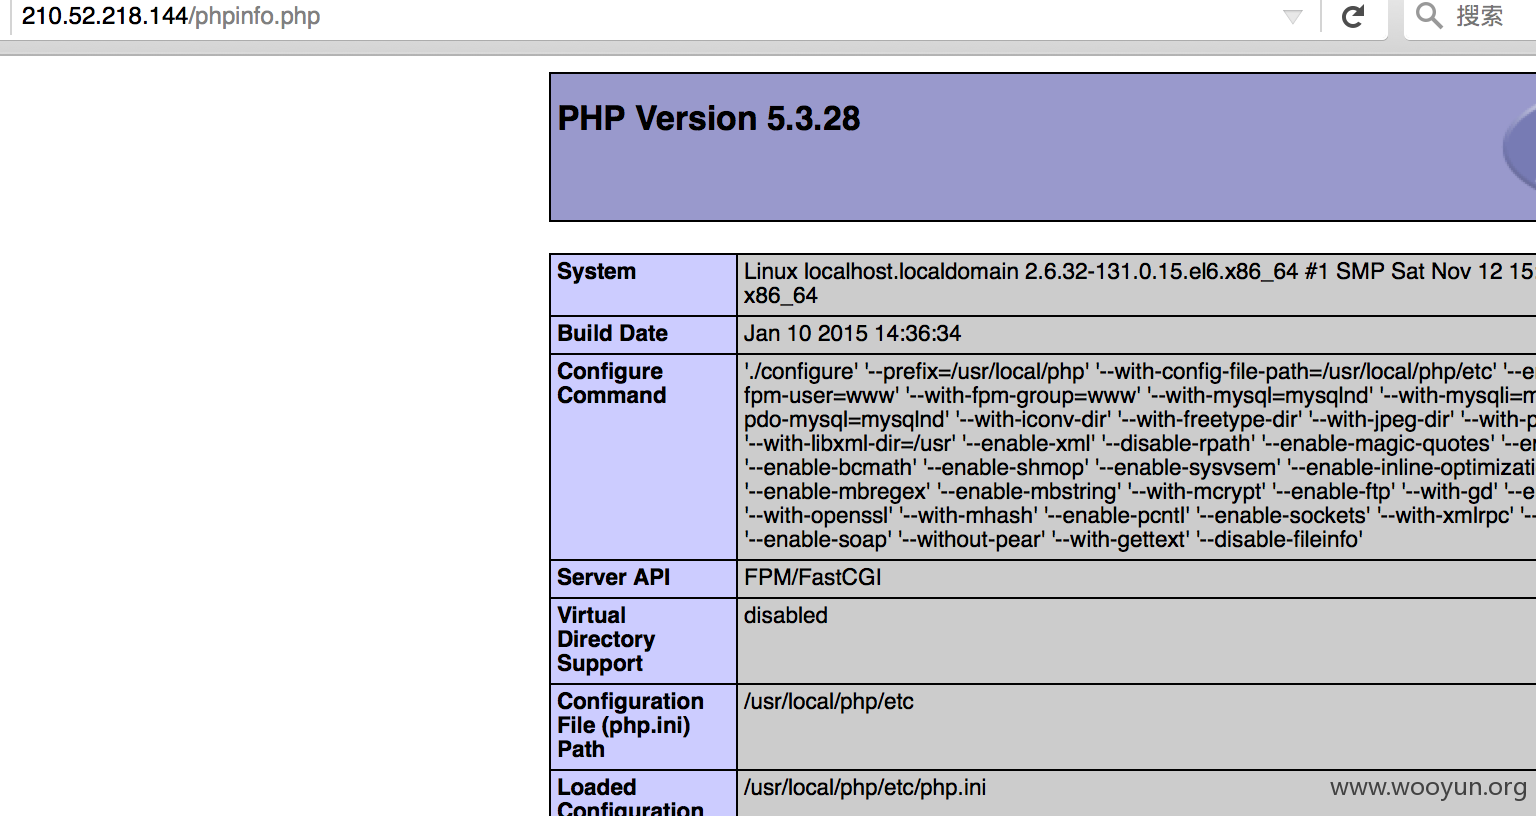 210.52.218.144/phpinfo.php
搜索
PHP Version 5.3.28
System
Linux localhost.localdomain 2.6.32-131.0.15.el6.x86_64 #1 SMP Sat Nov 12 15
x86_64
Build Date
Jan 10 2015 14:36:34
Configure
Command
'./configure' '--prefix=/usr/local/php' '--with-config-file-path=/usr/local/php/etc' '--e
fpm-user=www' '--with-fpm-group=www' '--with-mysql=mysqlnd' '--with-mysqli=m
pdo-mysql=mysqlnd' '--with-iconv-dir' '--with-freetype-dir' '--with-jpeg-dir' '--with-p
'--with-libxml-dir=/usr' '--enable-xml' '--disable-rpath' '--enable-magic-quotes' '--e
'--enable-bcmath' '--enable-shmop' '--enable-sysvsem' '--enable-inline-optimizati
'--enable-mbregex' '--enable-mbstring' '--with-mcrypt' '--enable-ftp' '--with-gd' '--e
'--with-openssl' '--with-mhash' '--enable-pcntl' '--enable-sockets' '--with-xmlrpc' '--
'--enable-soap' '--without-pear' '--with-gettext' '--disable-fileinfo'
Server API
FPM/FastCGI
Virtual
Directory
Support
disabled
Configuration
File (php.ini)
Path
/usr/local/php/etc
Loaded
Configuration
/usr/local/php/etc/php.ini
www.wooyun.org